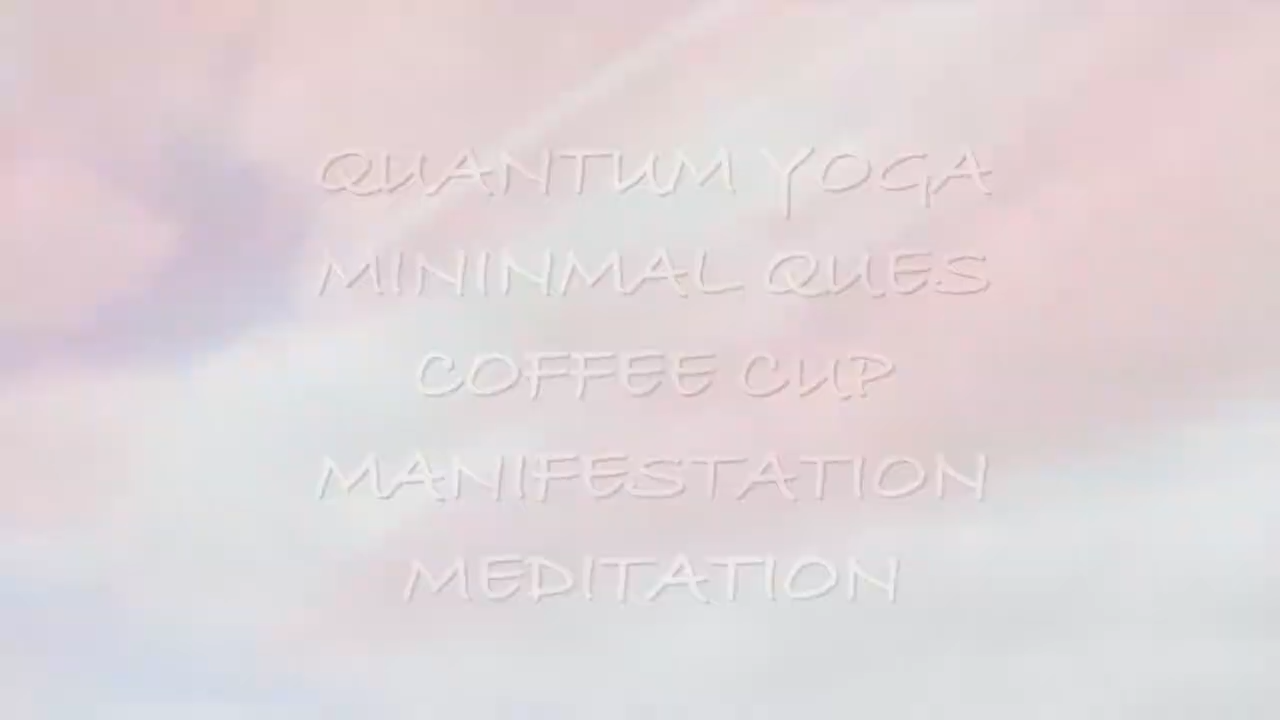 QUANTUM YOGA
MININMAL QUES
COFFEE CUP
MANIFESTATION
MEDITATION